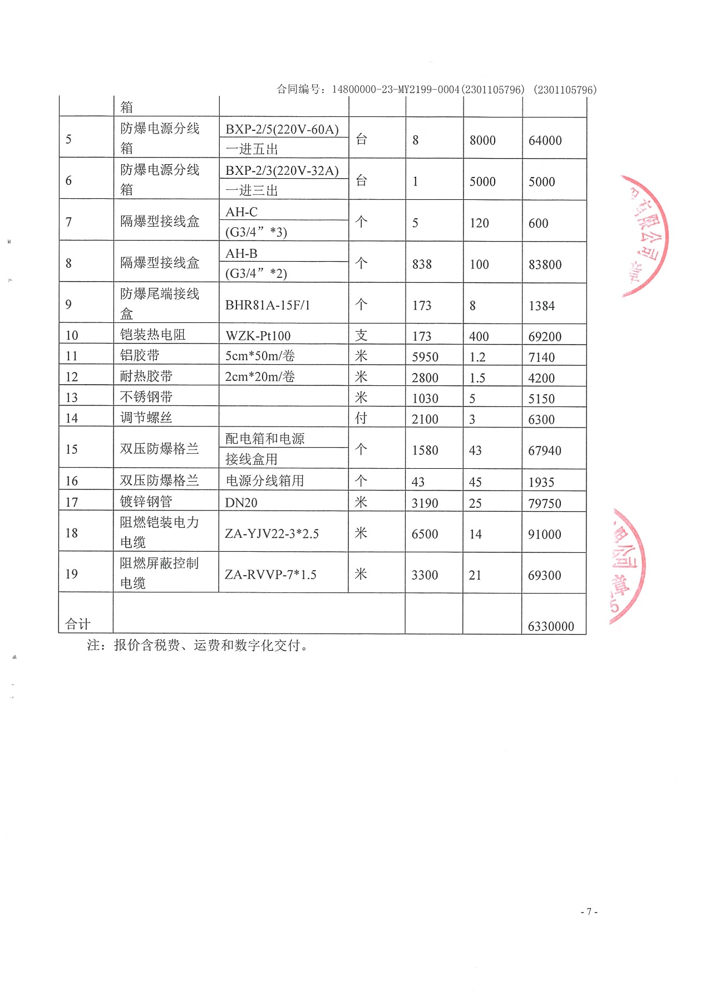 合同编号：14800000-23-MY2199-0004(2301105796) (2301105796)
箱
5 防爆电源分线 BXP-2/5(220V-60A) 台 8 8000 64000
箱 一进五出
6 防爆电源分线 BXP-2/3(220V-32A) 台 1 5000 5000
箱 一进三出
7 隔爆型接线盒 AH-C 个 5 120 600
(G3/4”*3)
8 隔爆型接线盒 AH-B 个 838 100 83800
(G3/4”*2)
9 防爆尾端接线 BHR81A-15F/1 个 173 8 1384
盒
10 铠装热电阻 WZK-Pt100 支 173 400 69200
11 铝胶带 5cm*50m/卷 米 5950 1.2 7140
12 耐热胶带 2cm*20m/卷 米 2800 1.5 4200
13 不锈钢带 米 1030 5 5150
14 调节螺丝 付 2100 3 6300
15 双压防爆格兰 配电箱和电源 个 1580 43 67940
接线盒用
16 双压防爆格兰 电源分线箱用 个 43 45 1935
17 镀锌钢管 DN20 米 3190 25 79750
18 阻燃铠装电力 ZA-YJV22-3*2.5 米 6500 14 91000
电缆
19 阻燃屏蔽控制 ZA-RVVP-7*1.5 米 3300 21 69300
电缆
合计 6330000
注：报价含税费、运费和数字化交付。
有限公司
章
公司
章
5
- 7 -